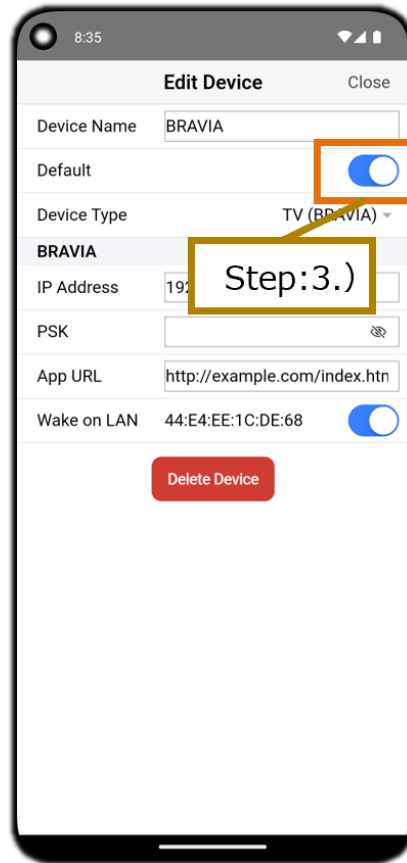 8:35
Edit Device Close
Device Name BRAVIA
Default
Device Type TV (BRAVIA)
BRAVIA
Step:3.)
IP Address 192
PSK
App URL http://example.com/index.htn
Wake on LAN 44:E4:EE:1C:DE:68
Delete Device